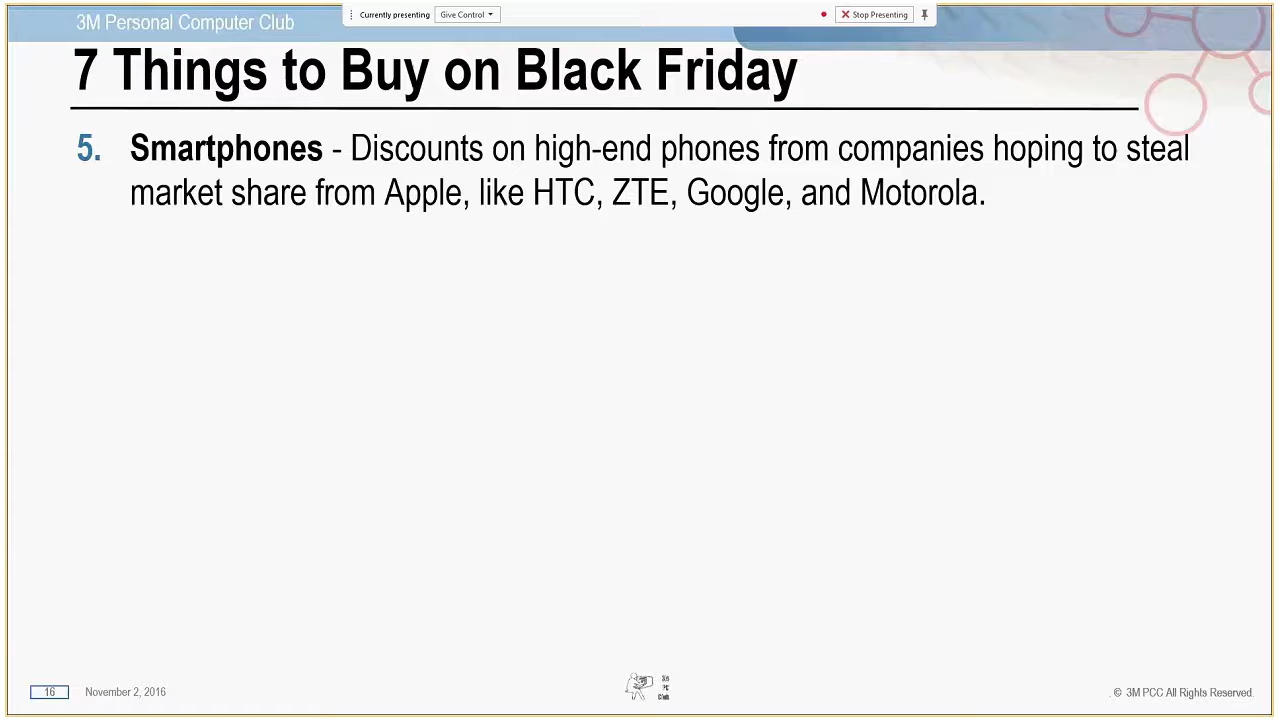 3M Personal Computer Club
Currently presenting
Give Control
Stop Presenting
7 Things to Buy on Black Friday
5. Smartphones - Discounts on high-end phones from companies hoping to steal
market share from Apple, like HTC, ZTE, Google, and Motorola.
16
November 2, 2016
© 3M PCC All Rights Reserved.